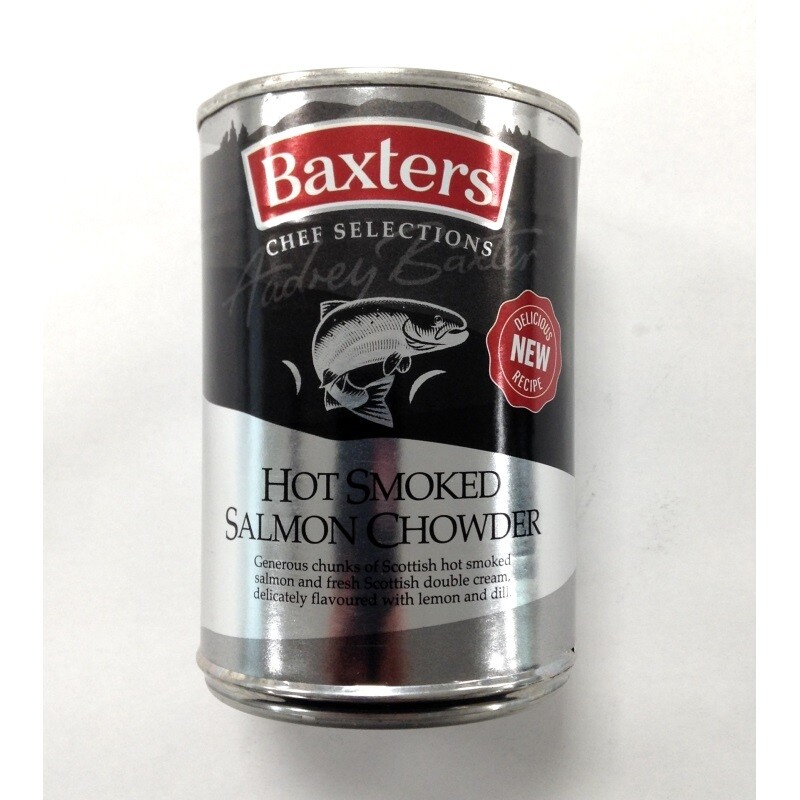 Baxters
CHEF SELECTIONS
Audrey Baxter
DELICIOUS
NEW
RECIPE
HOT SMOKED
SALMON CHOWDER
Generous chunks of Scottish hot smoked
salmon and fresh Scottish double cream,
delicately flavoured with lemon and dill.